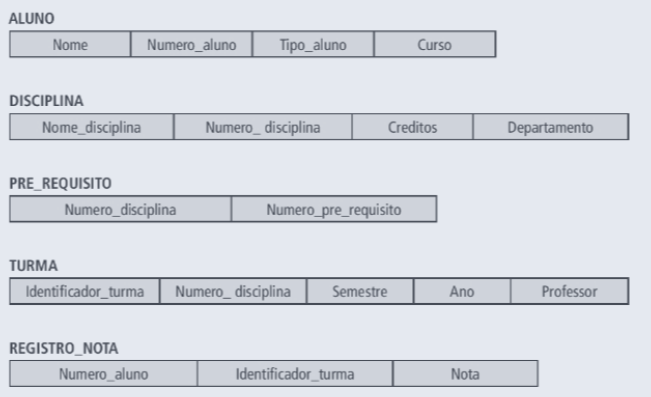 ALUNO
Nome Numero_aluno Tipo_aluno Curso
DISCIPLINA
Nome_disciplina Numero_ disciplina Creditos Departamento
PRE_REQUISITO
Numero_disciplina Numero_pre_requisito
TURMA
Identificador_turma Numero_ disciplina Semestre Ano Professor
REGISTRO_NOTA
Numero_aluno Identificador_turma Nota